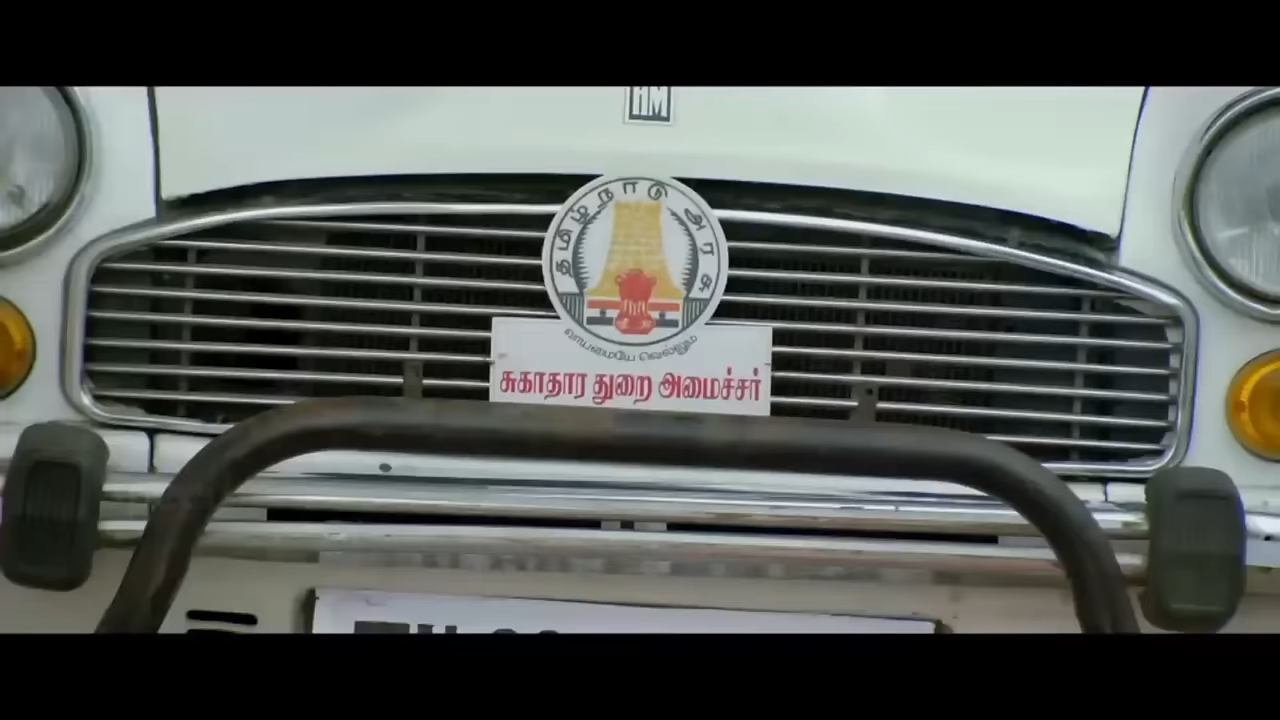 HM
தமிழ்நாடு அரசு
வாய்மையே வெல்லும்
சுகாதார துறை அமைச்சர்